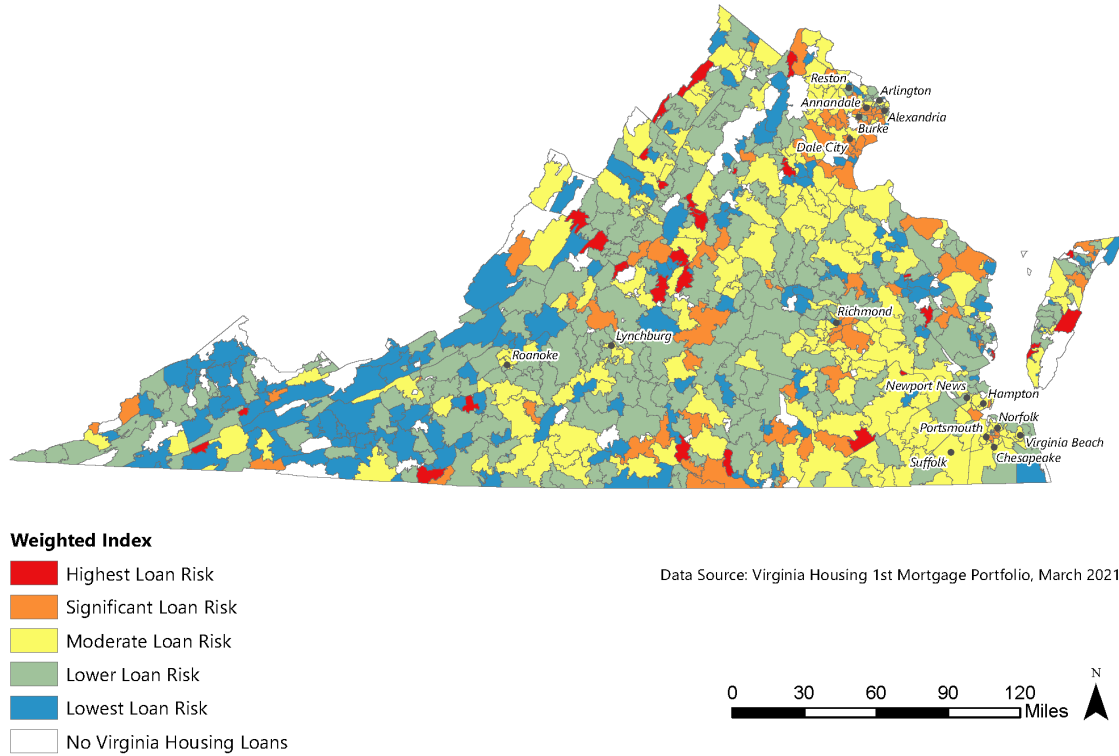 Reston
Arlington
Annandale
Alexandria
Burke
Dale City
Richmond
Lynchburg
Roanoke
Newport News
Hampton
Norfolk
Portsmouth
Virginia Beach
Chesapeake
Suffolk
Weighted Index
Highest Loan Risk
Significant Loan Risk
Moderate Loan Risk
Lower Loan Risk
Lowest Loan Risk
No Virginia Housing Loans
Data Source: Virginia Housing 1st Mortgage Portfolio, March 2021
N
0 30 60 90 120
Miles